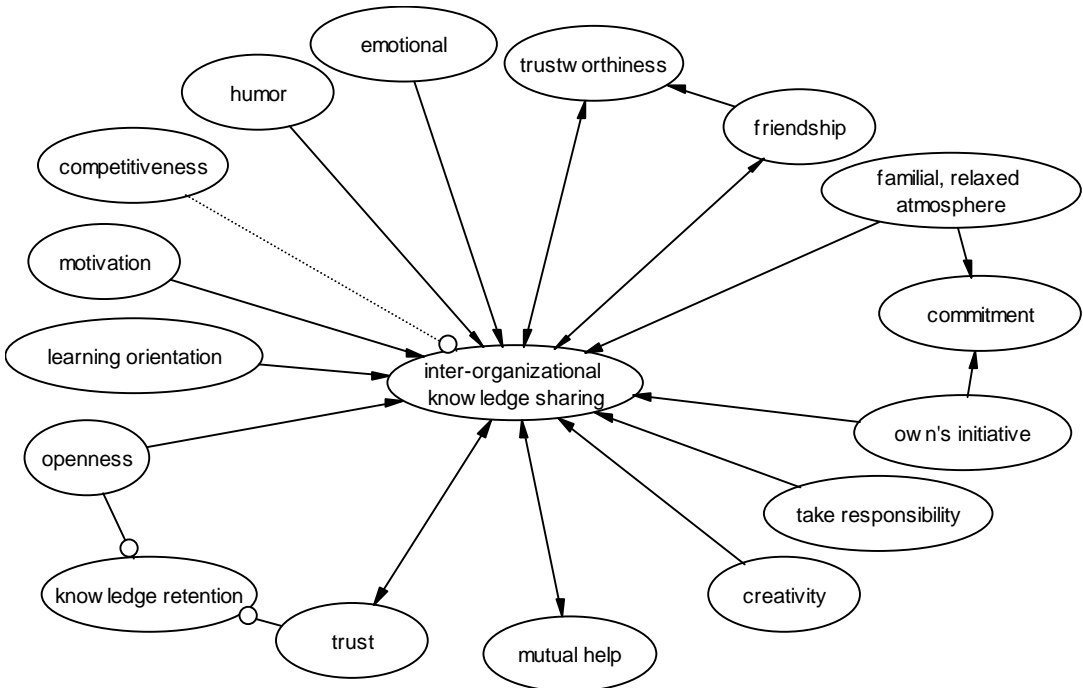 emotional
trustw orthiness
humor
friendship
competitiveness
familial, relaxed
atmosphere
motivation
commitment
learning orientation
inter-organizational
know ledge sharing
ow n's initiative
openness
take responsibility
know ledge retention
creativity
trust
mutual help